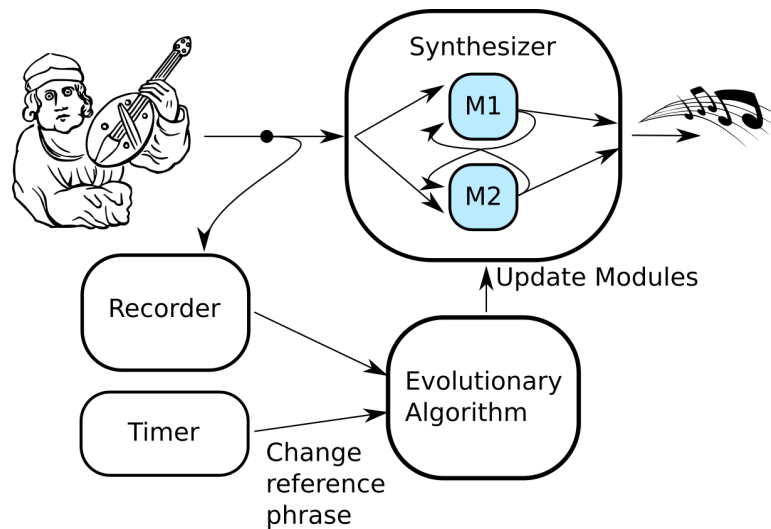 Synthesizer
M1
M2
Update Modules
Recorder
Evolutionary
Algorithm
Timer
Change
reference
phrase